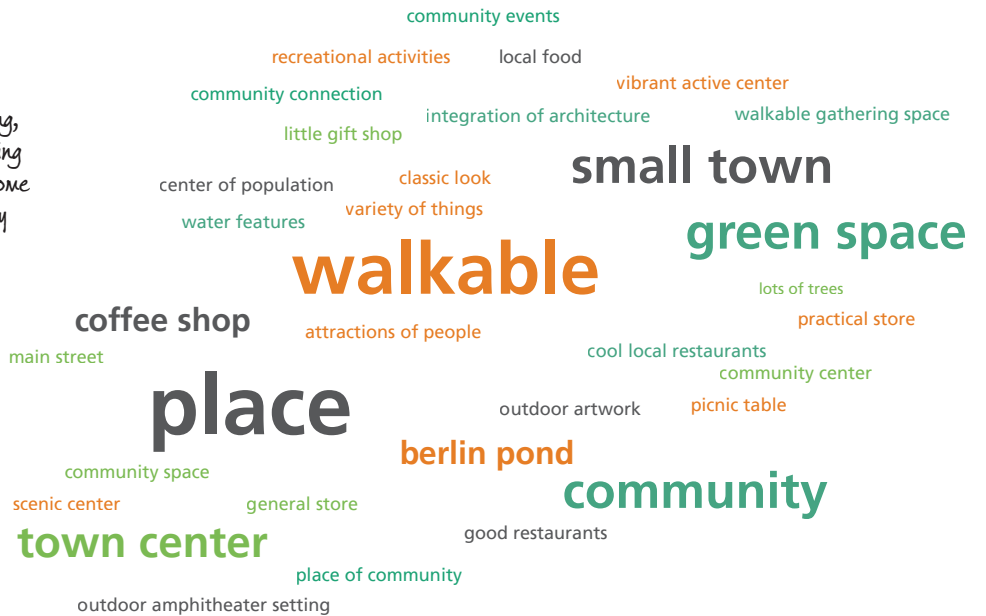 community events
recreational activities local food
vibrant active center
community connection
integration of architecture walkable gathering space
little gift shop
small town
center of population classic look
variety of things
water features
green space
walkable
lots of trees
coffee shop practical store
attractions of people
main street cool local restaurants
community center
place
outdoor artwork picnic table
berlin pond
community space
community
scenic center general store
good restaurants
town center
place of community
outdoor amphitheater setting